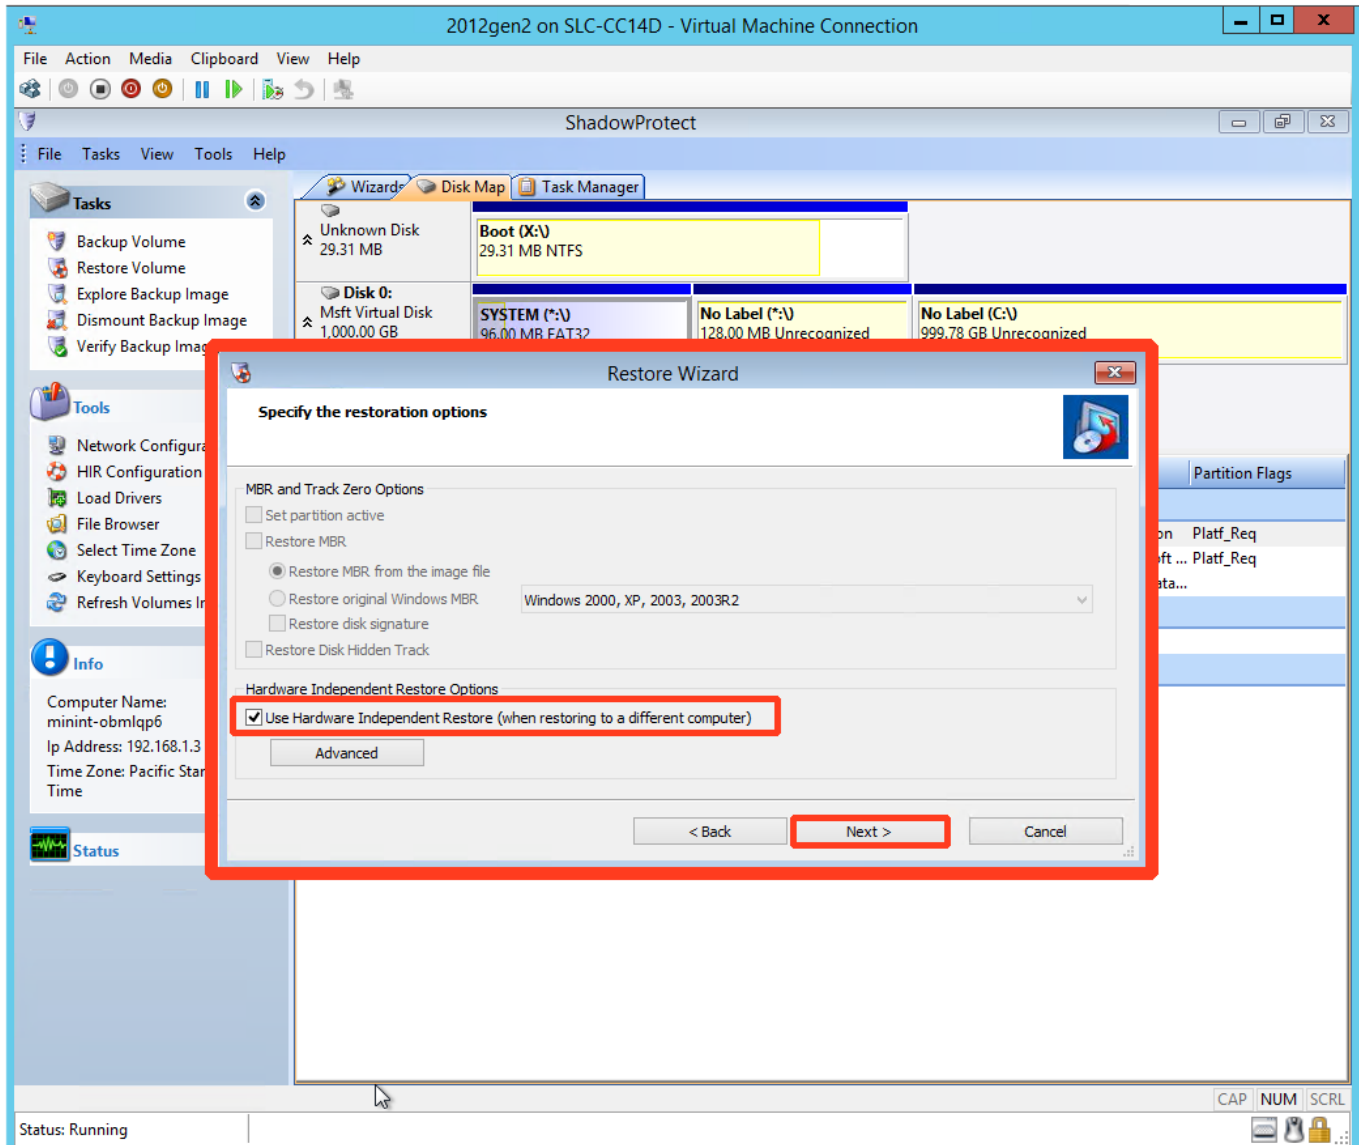 2012gen2 on SLC-CC14D - Virtual Machine Connection
File Action Media Clipboard View Help
ShadowProtect
File Tasks View Tools Help
Wizards Disk Map Task Manager
Tasks
Backup Volume
Restore Volume
Explore Backup Image
Dismount Backup Image
Verify Backup Imag
Tools
Network Configura
HIR Configuration
Load Drivers
File Browser
Select Time Zone
Keyboard Settings
Refresh Volumes I
Info
Computer Name:
minint-obmlqp6
Ip Address: 192.168.1.3
Time Zone: Pacific Star
Time
Status
Unknown Disk
29.31 MB
Boot (X:\)
29.31 MB NTFS
Disk 0:
Msft Virtual Disk
1,000.00 GB
SYSTEM (*:\)
96.00 MB FAT32
No Label (*:\)
128.00 MB Unrecognized
No Label (C:\)
999.78 GB Unrecognized
Partition Flags
on Platf_Req
oft ... Platf_Req
ata...
Restore Wizard
Specify the restoration options
MBR and Track Zero Options
Set partition active
Restore MBR
Restore MBR from the image file
Restore original Windows MBR
Windows 2000, XP, 2003, 2003R2
Restore disk signature
Restore Disk Hidden Track
Hardware Independent Restore Options
Use Hardware Independent Restore (when restoring to a different computer)
Advanced
< Back
Next >
Cancel
CAP NUM SCRL
Status: Running